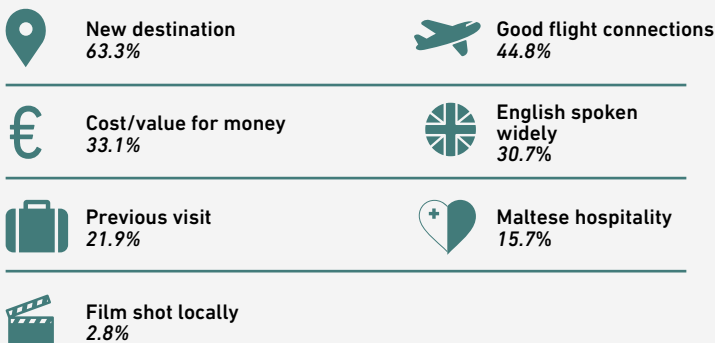 New destination
63.3%
Good flight connections
44.8%
€
Cost/value for money
33.1%
English spoken
widely
30.7%
Previous visit
21.9%
Maltese hospitality
15.7%
Film shot locally
2.8%